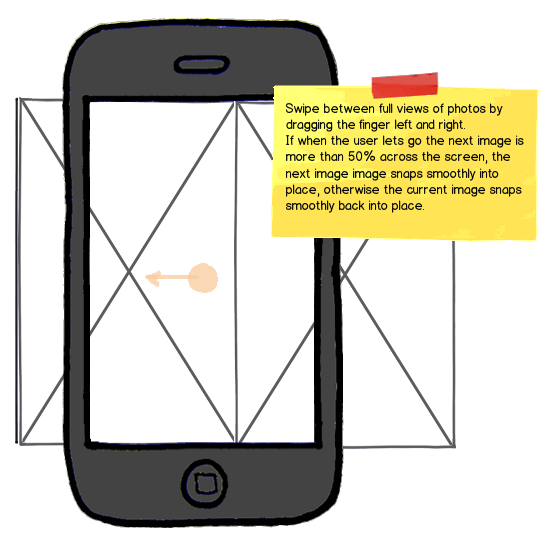 Swipe between full views of photos by
dragging the finger left and right.
If when the user lets go the next image is
more than 50% across the screen, the
next image image snaps smoothly into
place, otherwise the current image snaps
smoothly back into place.